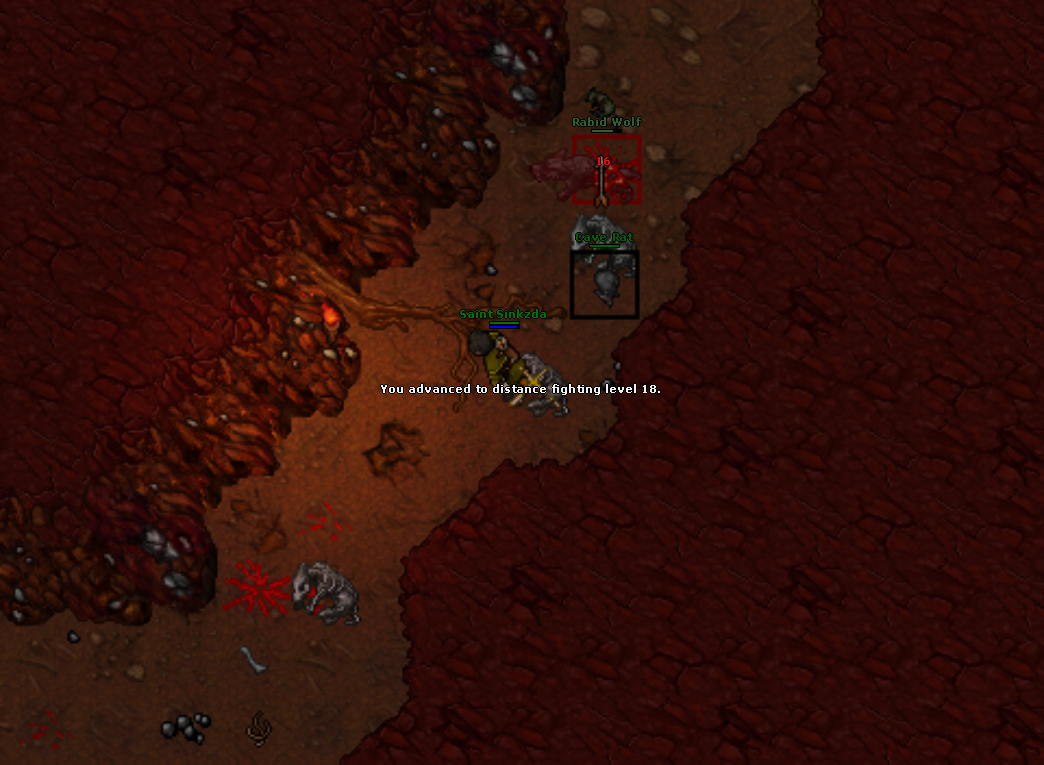 Rabid Wolf
16
Cave Rat
Saint Sinkzda
You advanced to distance fighting level 18.